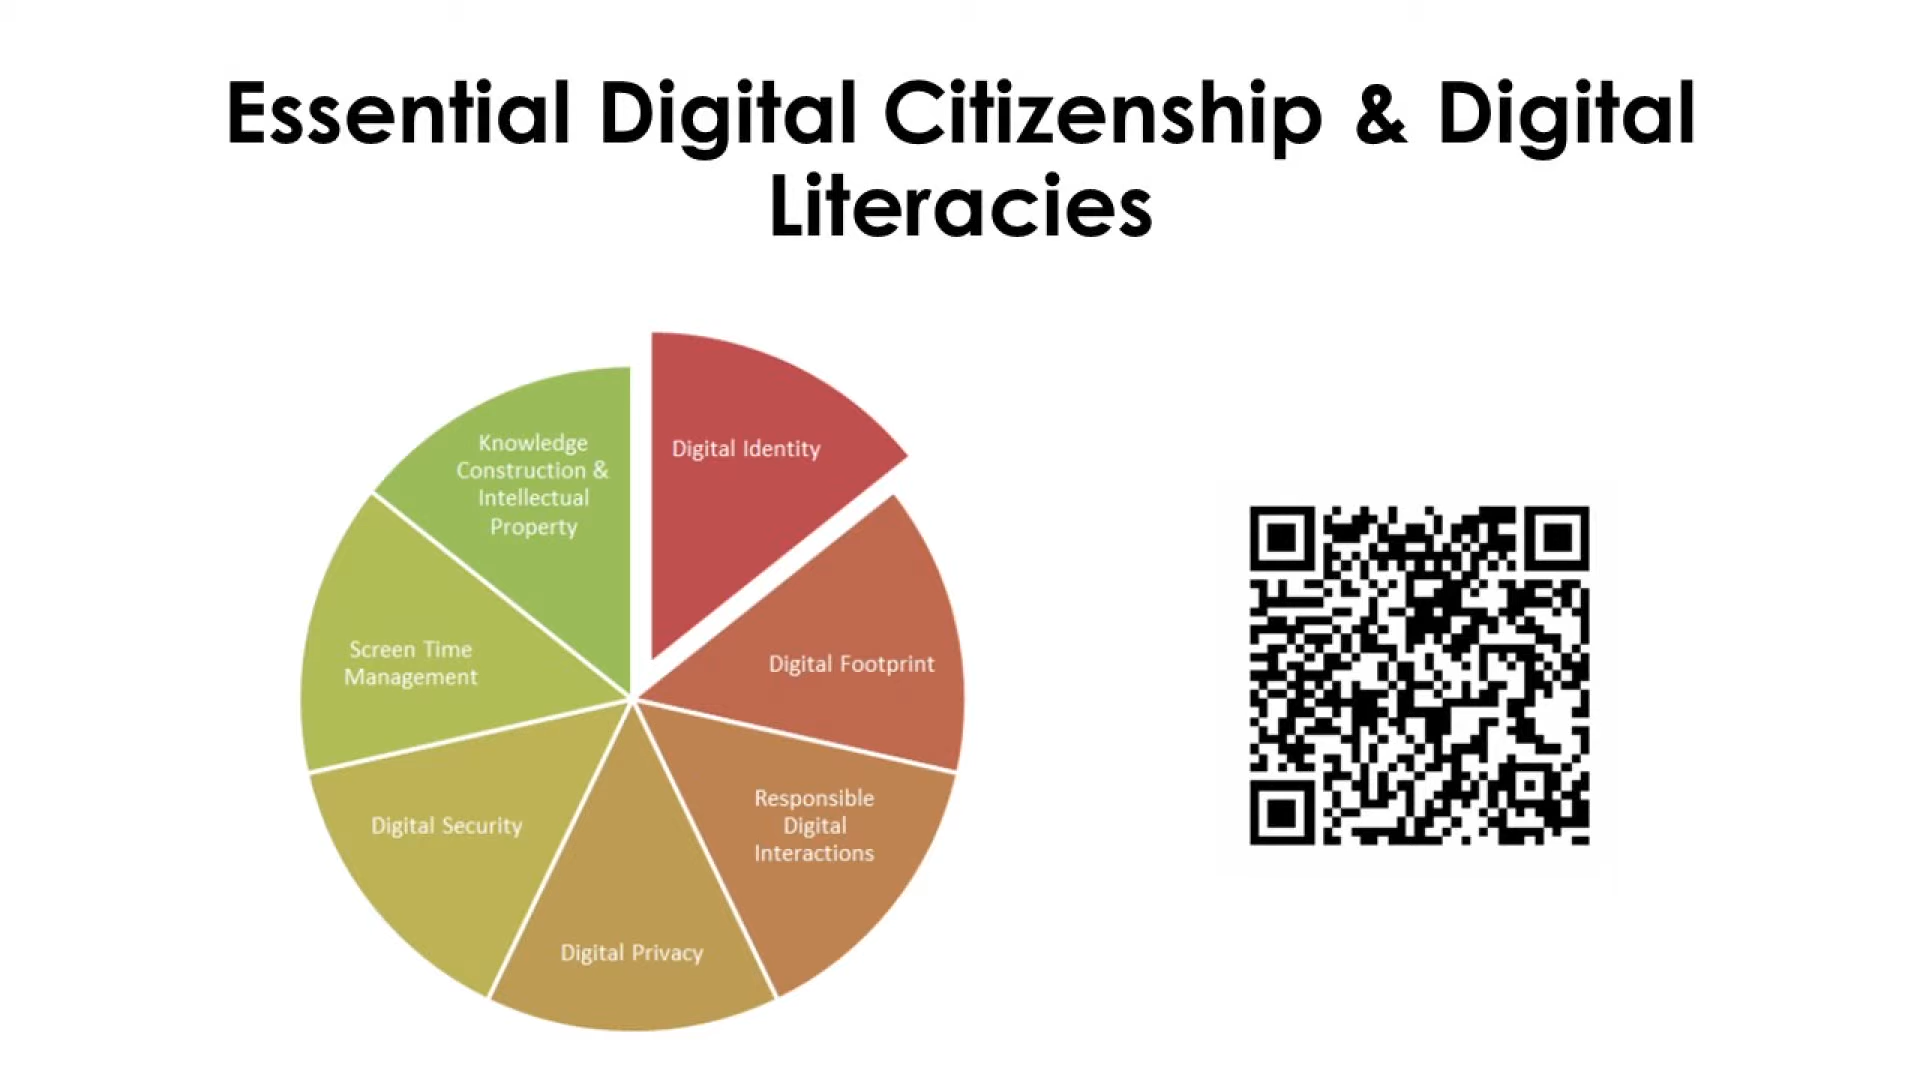 Essential Digital Citizenship & Digital
Literacies
Knowledge
Construction &
Intellectual
Property
Digital Identity
Screen Time
Management
Digital Footprint
Digital Security
Responsible
Digital
Interactions
Digital Privacy